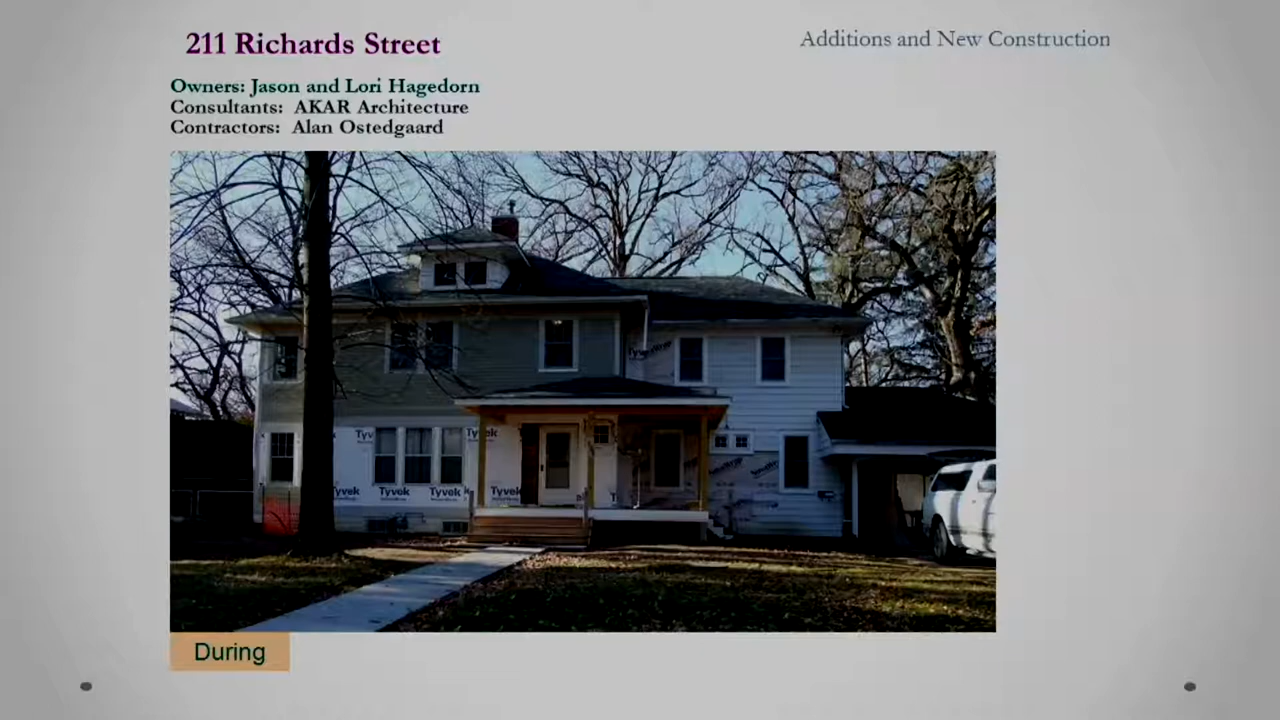 211 Richards Street
Additions and New Construction
Owners: Jason and Lori Hagedorn
Consultants: AKAR Architecture
Contractors: Alan Ostedgaard
Tyvek
Tyvek
Tyvek
Tyvek
Tyvek
Tyvek
During